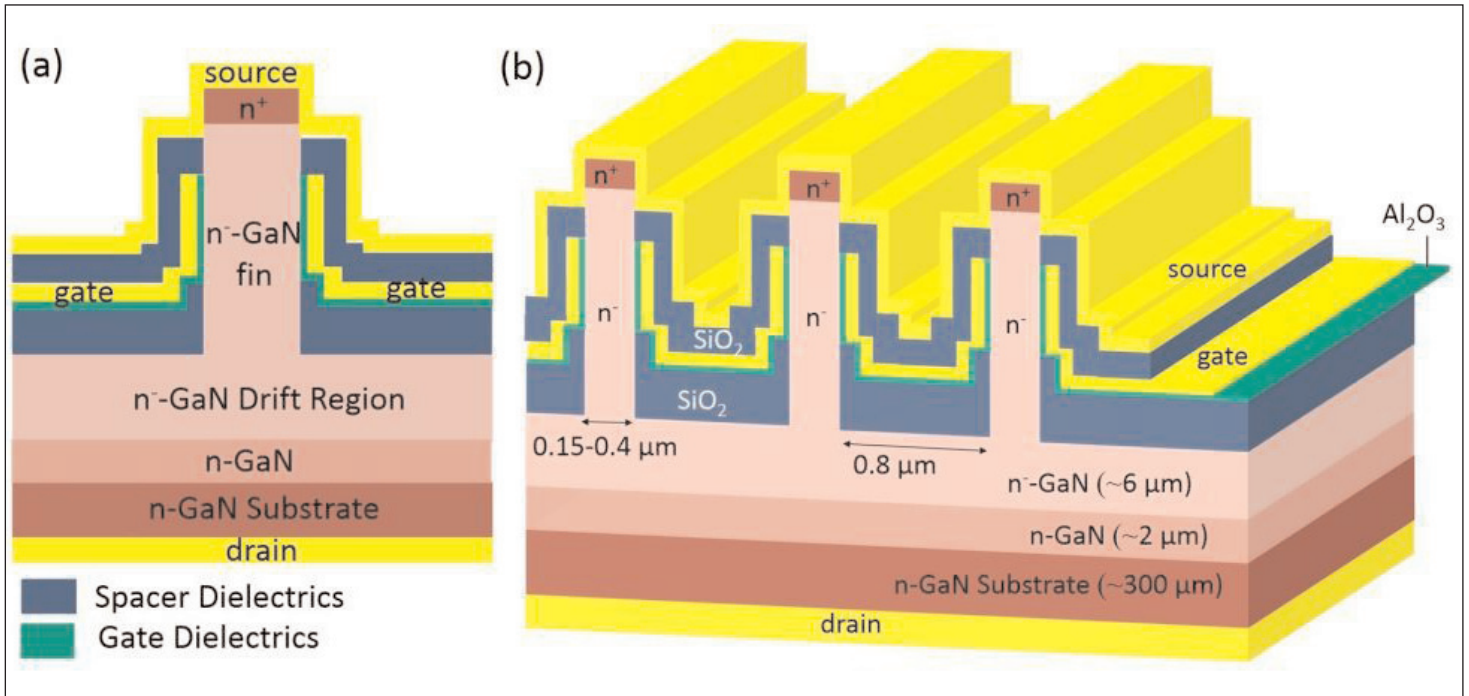 (a)
source
n⁺
n⁻-GaN
fin
gate
gate
n⁻-GaN Drift Region
n-GaN
n-GaN Substrate
drain
Spacer Dielectrics
Gate Dielectrics
(b)
n⁺
n⁺
n⁺
Al₂O₃
source
n⁻
n⁻
n⁻
SiO₂
gate
SiO₂
0.15-0.4 µm
0.8 µm
n⁻-GaN (~6 µm)
n-GaN (~2 µm)
n-GaN Substrate (~300 µm)
drain